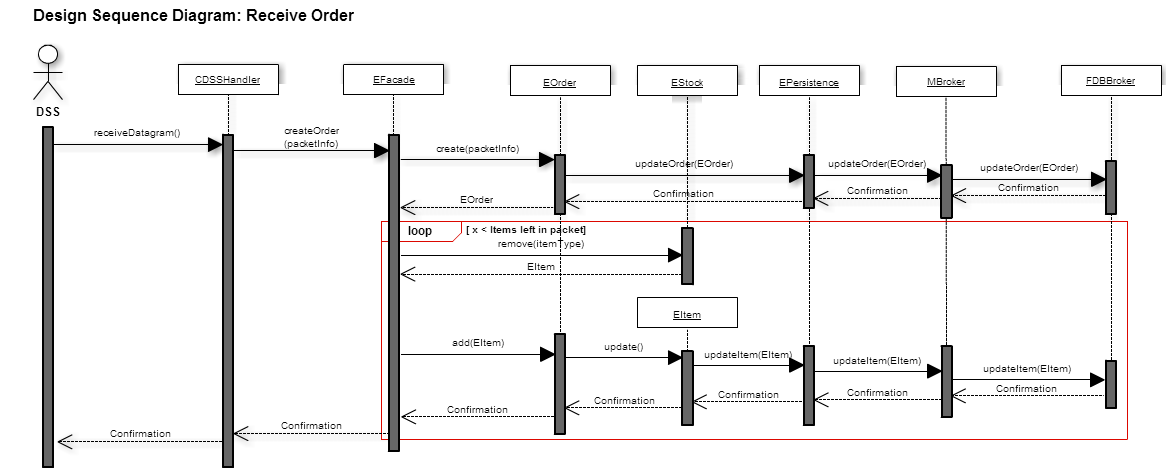 Design Sequence Diagram: Receive Order
DSS
CDSSHandler
EFacade
EOrder
EStock
EPersistence
MBroker
FDBBroker
receiveDatagram()
createOrder
(packetInfo)
create(packetInfo)
updateOrder(EOrder)
updateOrder(EOrder)
updateOrder(EOrder)
Confirmation
Confirmation
Confirmation
EOrder
loop
[ x < Items left in packet]
remove(itemType)
EItem
EItem
add(EItem)
update()
updateItem(EItem)
updateItem(EItem)
updateItem(EItem)
Confirmation
Confirmation
Confirmation
Confirmation
Confirmation
Confirmation
Confirmation